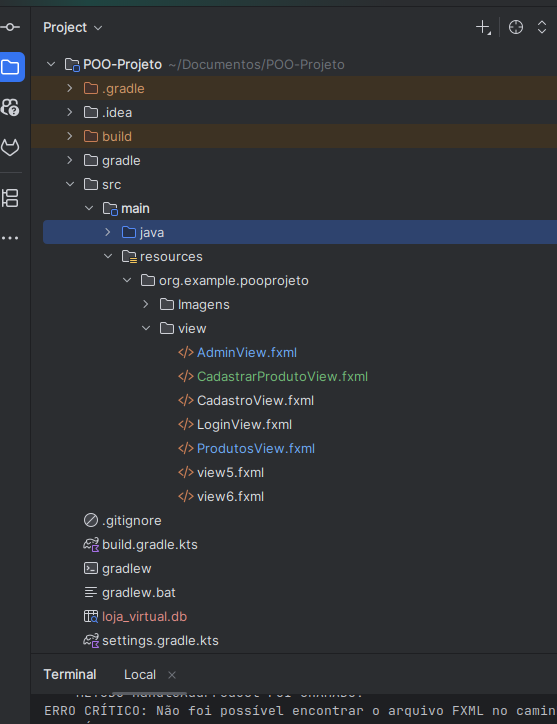 Project
POO-Projeto ~/Documentos/POO-Projeto
.gradle
.idea
build
gradle
src
main
java
resources
org.example.pooprojeto
Imagens
view
AdminView.fxml
CadastrarProdutoView.fxml
CadastroView.fxml
LoginView.fxml
ProdutosView.fxml
view5.fxml
view6.fxml
.gitignore
build.gradle.kts
gradlew
gradlew.bat
loja_virtual.db
settings.gradle.kts
Terminal Local
ERRO CRÍTICO: Não foi possível encontrar o arquivo FXML no camin